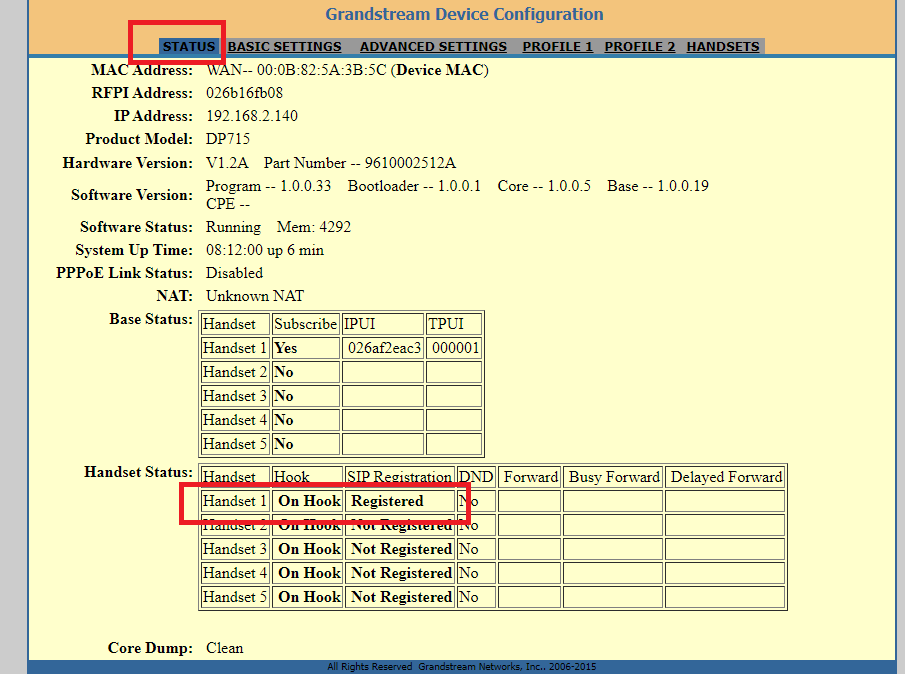 Grandstream Device Configuration
STATUS BASIC SETTINGS ADVANCED SETTINGS PROFILE 1 PROFILE 2 HANDSETS
MAC Address: WAN-- 00:0B:82:5A:3B:5C (Device MAC)
RFPI Address: 026b16fb08
IP Address: 192.168.2.140
Product Model: DP715
Hardware Version: V1.2A Part Number -- 9610002512A
Software Version: Program -- 1.0.0.33 Bootloader -- 1.0.0.1 Core -- 1.0.0.5 Base -- 1.0.0.19
CPE --
Software Status: Running Mem: 4292
System Up Time: 08:12:00 up 6 min
PPPoE Link Status: Disabled
NAT: Unknown NAT
Base Status:
Handset Subscribe IPUI TPUI
Handset 1 Yes 026af2eac3 000001
Handset 2 No
Handset 3 No
Handset 4 No
Handset 5 No
Handset Status:
Handset Hook SIP Registration DND Forward Busy Forward Delayed Forward
Handset 1 On Hook Registered No
Handset 2 On Hook Not Registered No
Handset 3 On Hook Not Registered No
Handset 4 On Hook Not Registered No
Handset 5 On Hook Not Registered No
Core Dump: Clean
All Rights Reserved Grandstream Networks, Inc.. 2006-2015